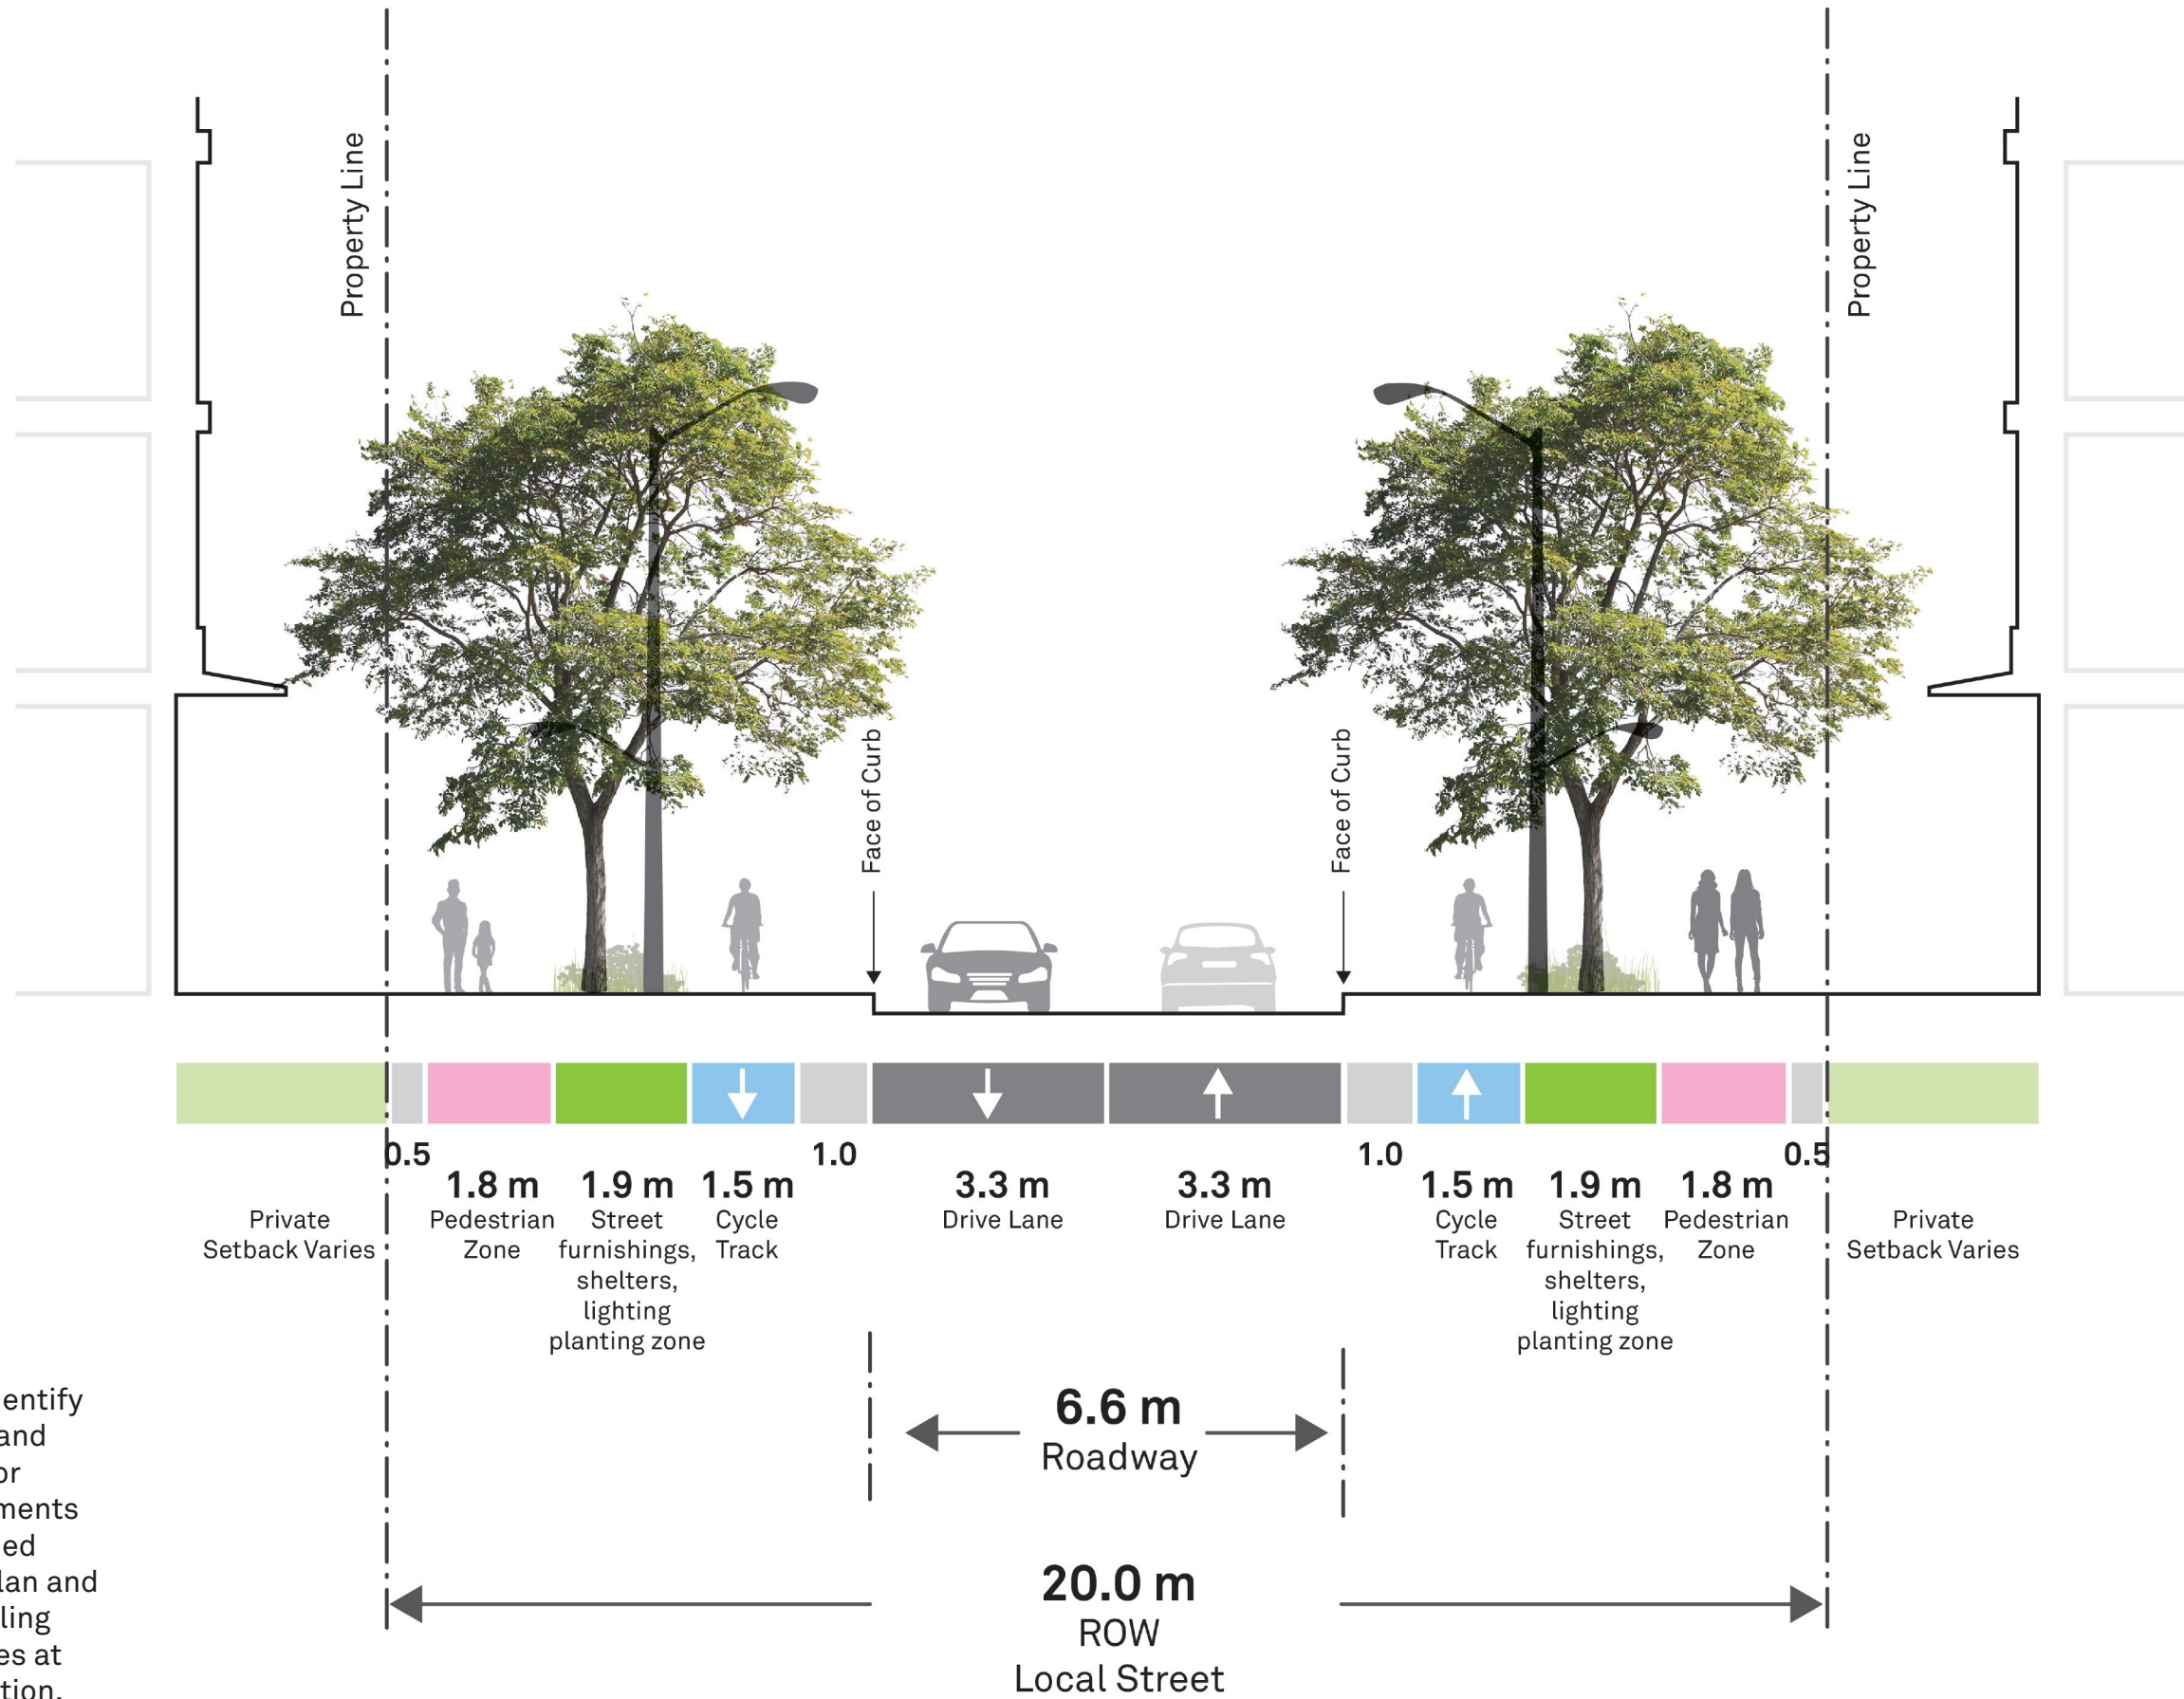 Property Line
Property Line
Face of Curb
Face of Curb
0.5
1.0
1.0
0.5
1.8 m
Pedestrian
Zone
1.9 m
Street
furnishings,
shelters,
lighting
planting zone
1.5 m
Cycle
Track
3.3 m
Drive Lane
3.3 m
Drive Lane
1.5 m
Cycle
Track
1.9 m
Street
furnishings,
shelters,
lighting
planting zone
1.8 m
Pedestrian
Zone
Private
Setback Varies
Private
Setback Varies
6.6 m
Roadway
20.0 m
ROW
Local Street
entify
and
or
ments
ed
lan and
ling
es at
tion.